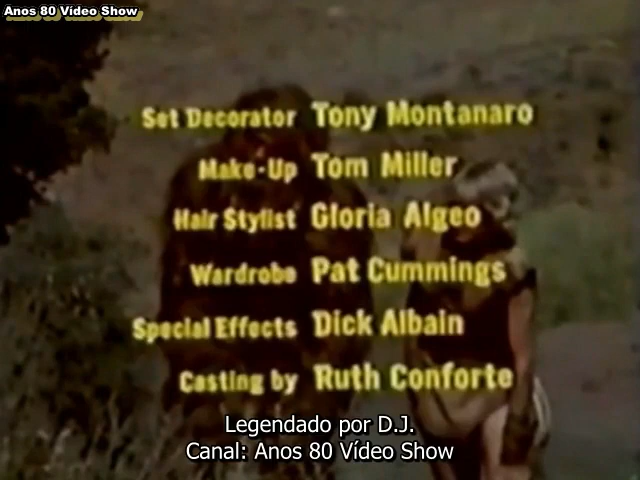 Anos 80 Vídeo Show
Set Decorator Tony Montanaro
Make-Up Tom Miller
Hair Stylist Gloria Algeo
Wardrobe Pat Cummings
Special Effects Dick Albain
Casting by Ruth Conforte
Legendado por D.J.
Canal: Anos 80 Vídeo Show